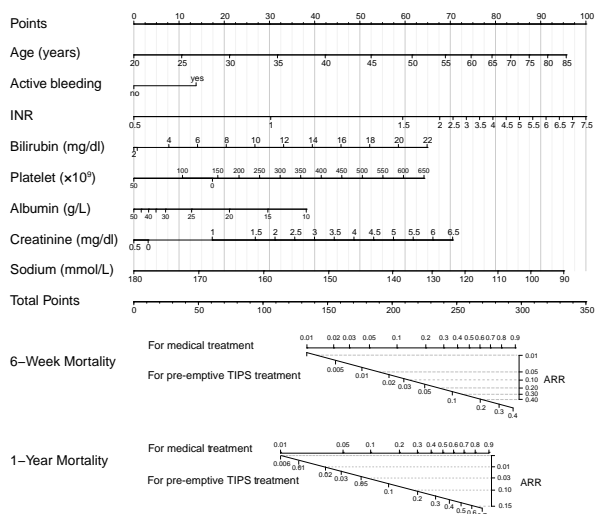 Points
0 10 20 30 40 50 60 70 80 90 100
Age (years)
20 25 30 35 42 45 51 55 60 65 70 75 80 85
Active bleeding
no yes
INR
0.5 1 1.5 2 2.5 3 3.5 4 4.5 5 5.5 6 6.5 7 7.5
Bilirubin (mg/dl)
2 4 6 8 10 12 14 16 18 20 22
Platelet (×10⁹)
50 100 0 150 200 250 300 350 400 450 500 550 600 650
Albumin (g/L)
50 40 30 25 20 15 10
Creatinine (mg/dl)
0.5 0 1 1.5 2 2.5 3 3.5 4 4.5 5 5.5 6 6.5
Sodium (mmol/L)
180 170 160 150 140 130 120 110 100 90
Total Points
0 50 100 150 200 250 300 350
6–Week Mortality
For medical treatment
0.01 0.02 0.03 0.05 0.1 0.2 0.3 0.4 0.5 0.6 0.7 0.8 0.9
For pre-emptive TIPS treatment
0.005 0.01 0.02 0.03 0.05 0.1 0.2 0.3 0.4
0.01
0.05
0.10
0.20
0.30
0.40
ARR
1–Year Mortality
For medical treatment
0.01 0.05 0.1 0.2 0.3 0.4 0.5 0.6 0.7 0.8 0.9
For pre-emptive TIPS treatment
0.006 0.01 0.02 0.03 0.05 0.1 0.2 0.3 0.4 0.5
0.01
0.03
0.10
0.15
ARR